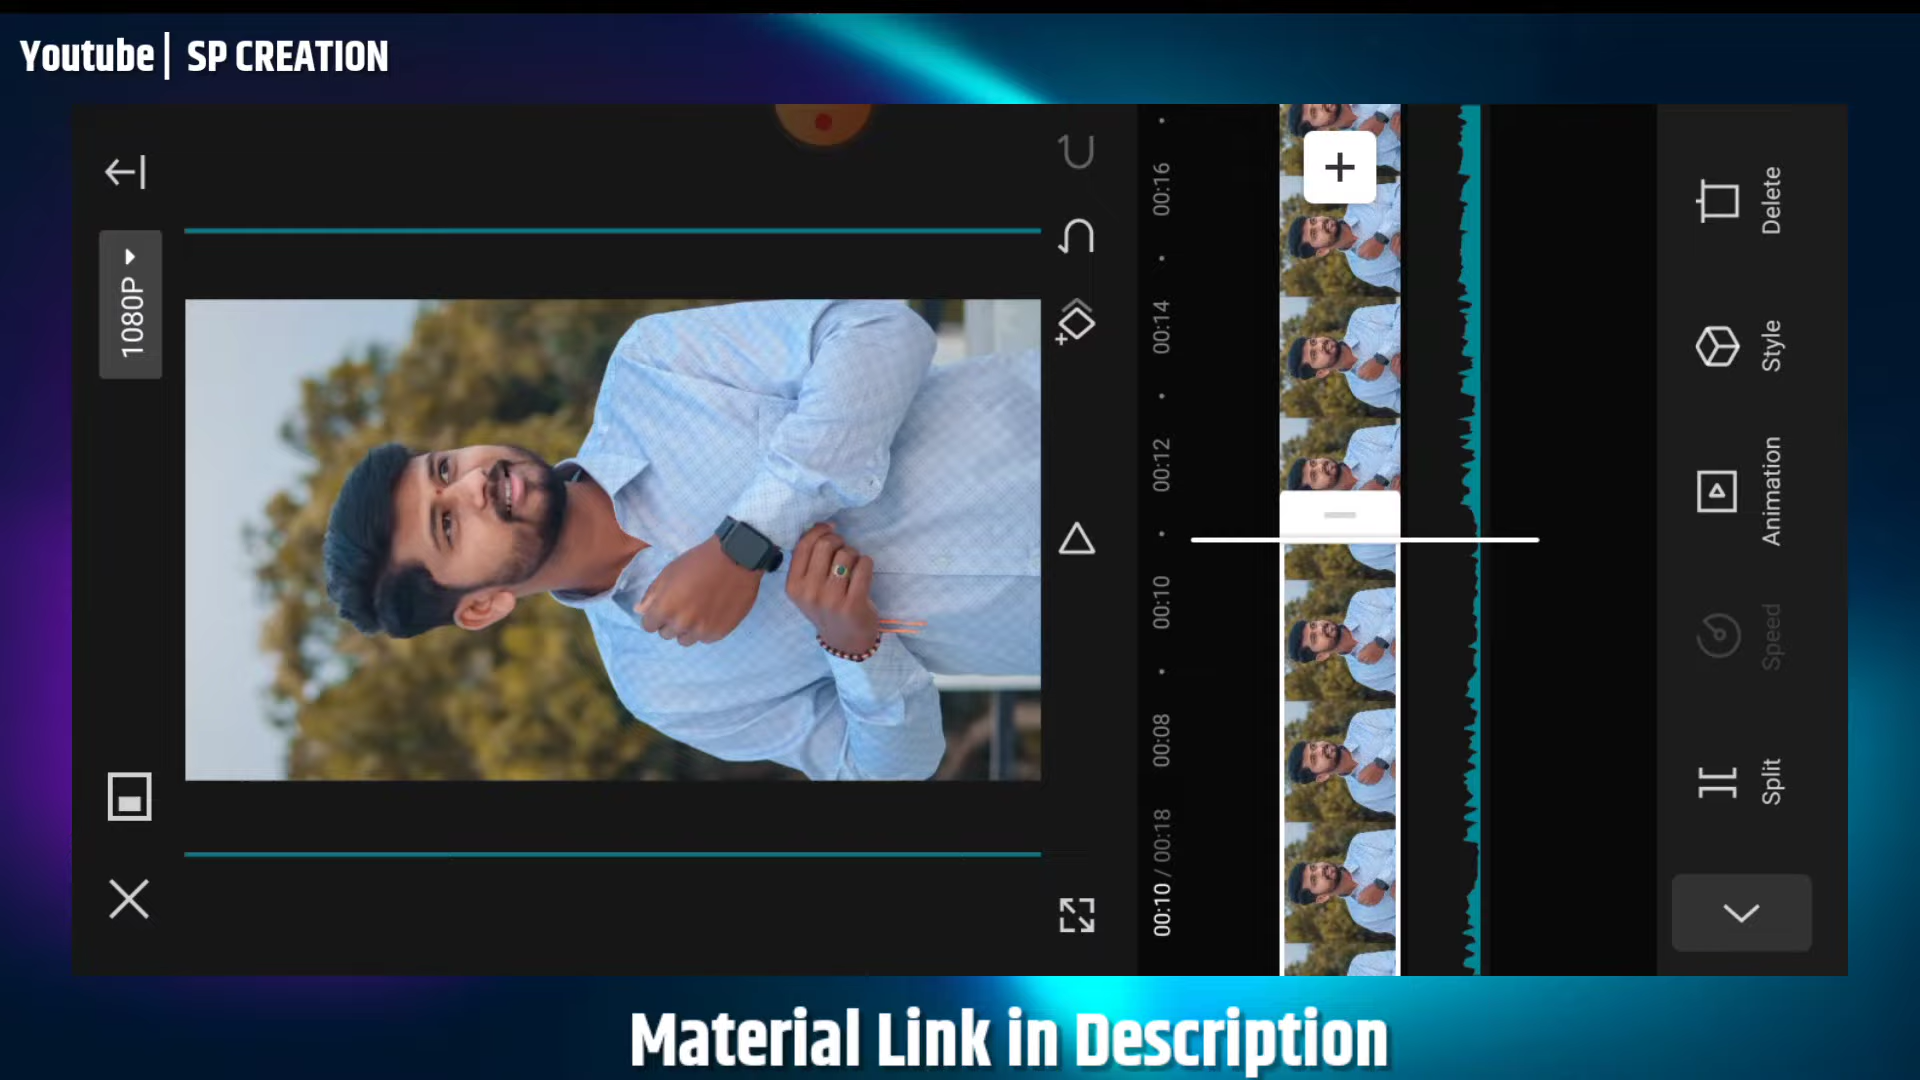 Youtube | SP CREATION
1080P
00:10 / 00:18
00:08
00:10
00:12
00:14
00:16
Split
Speed
Animation
Style
Delete
Material Link in Description